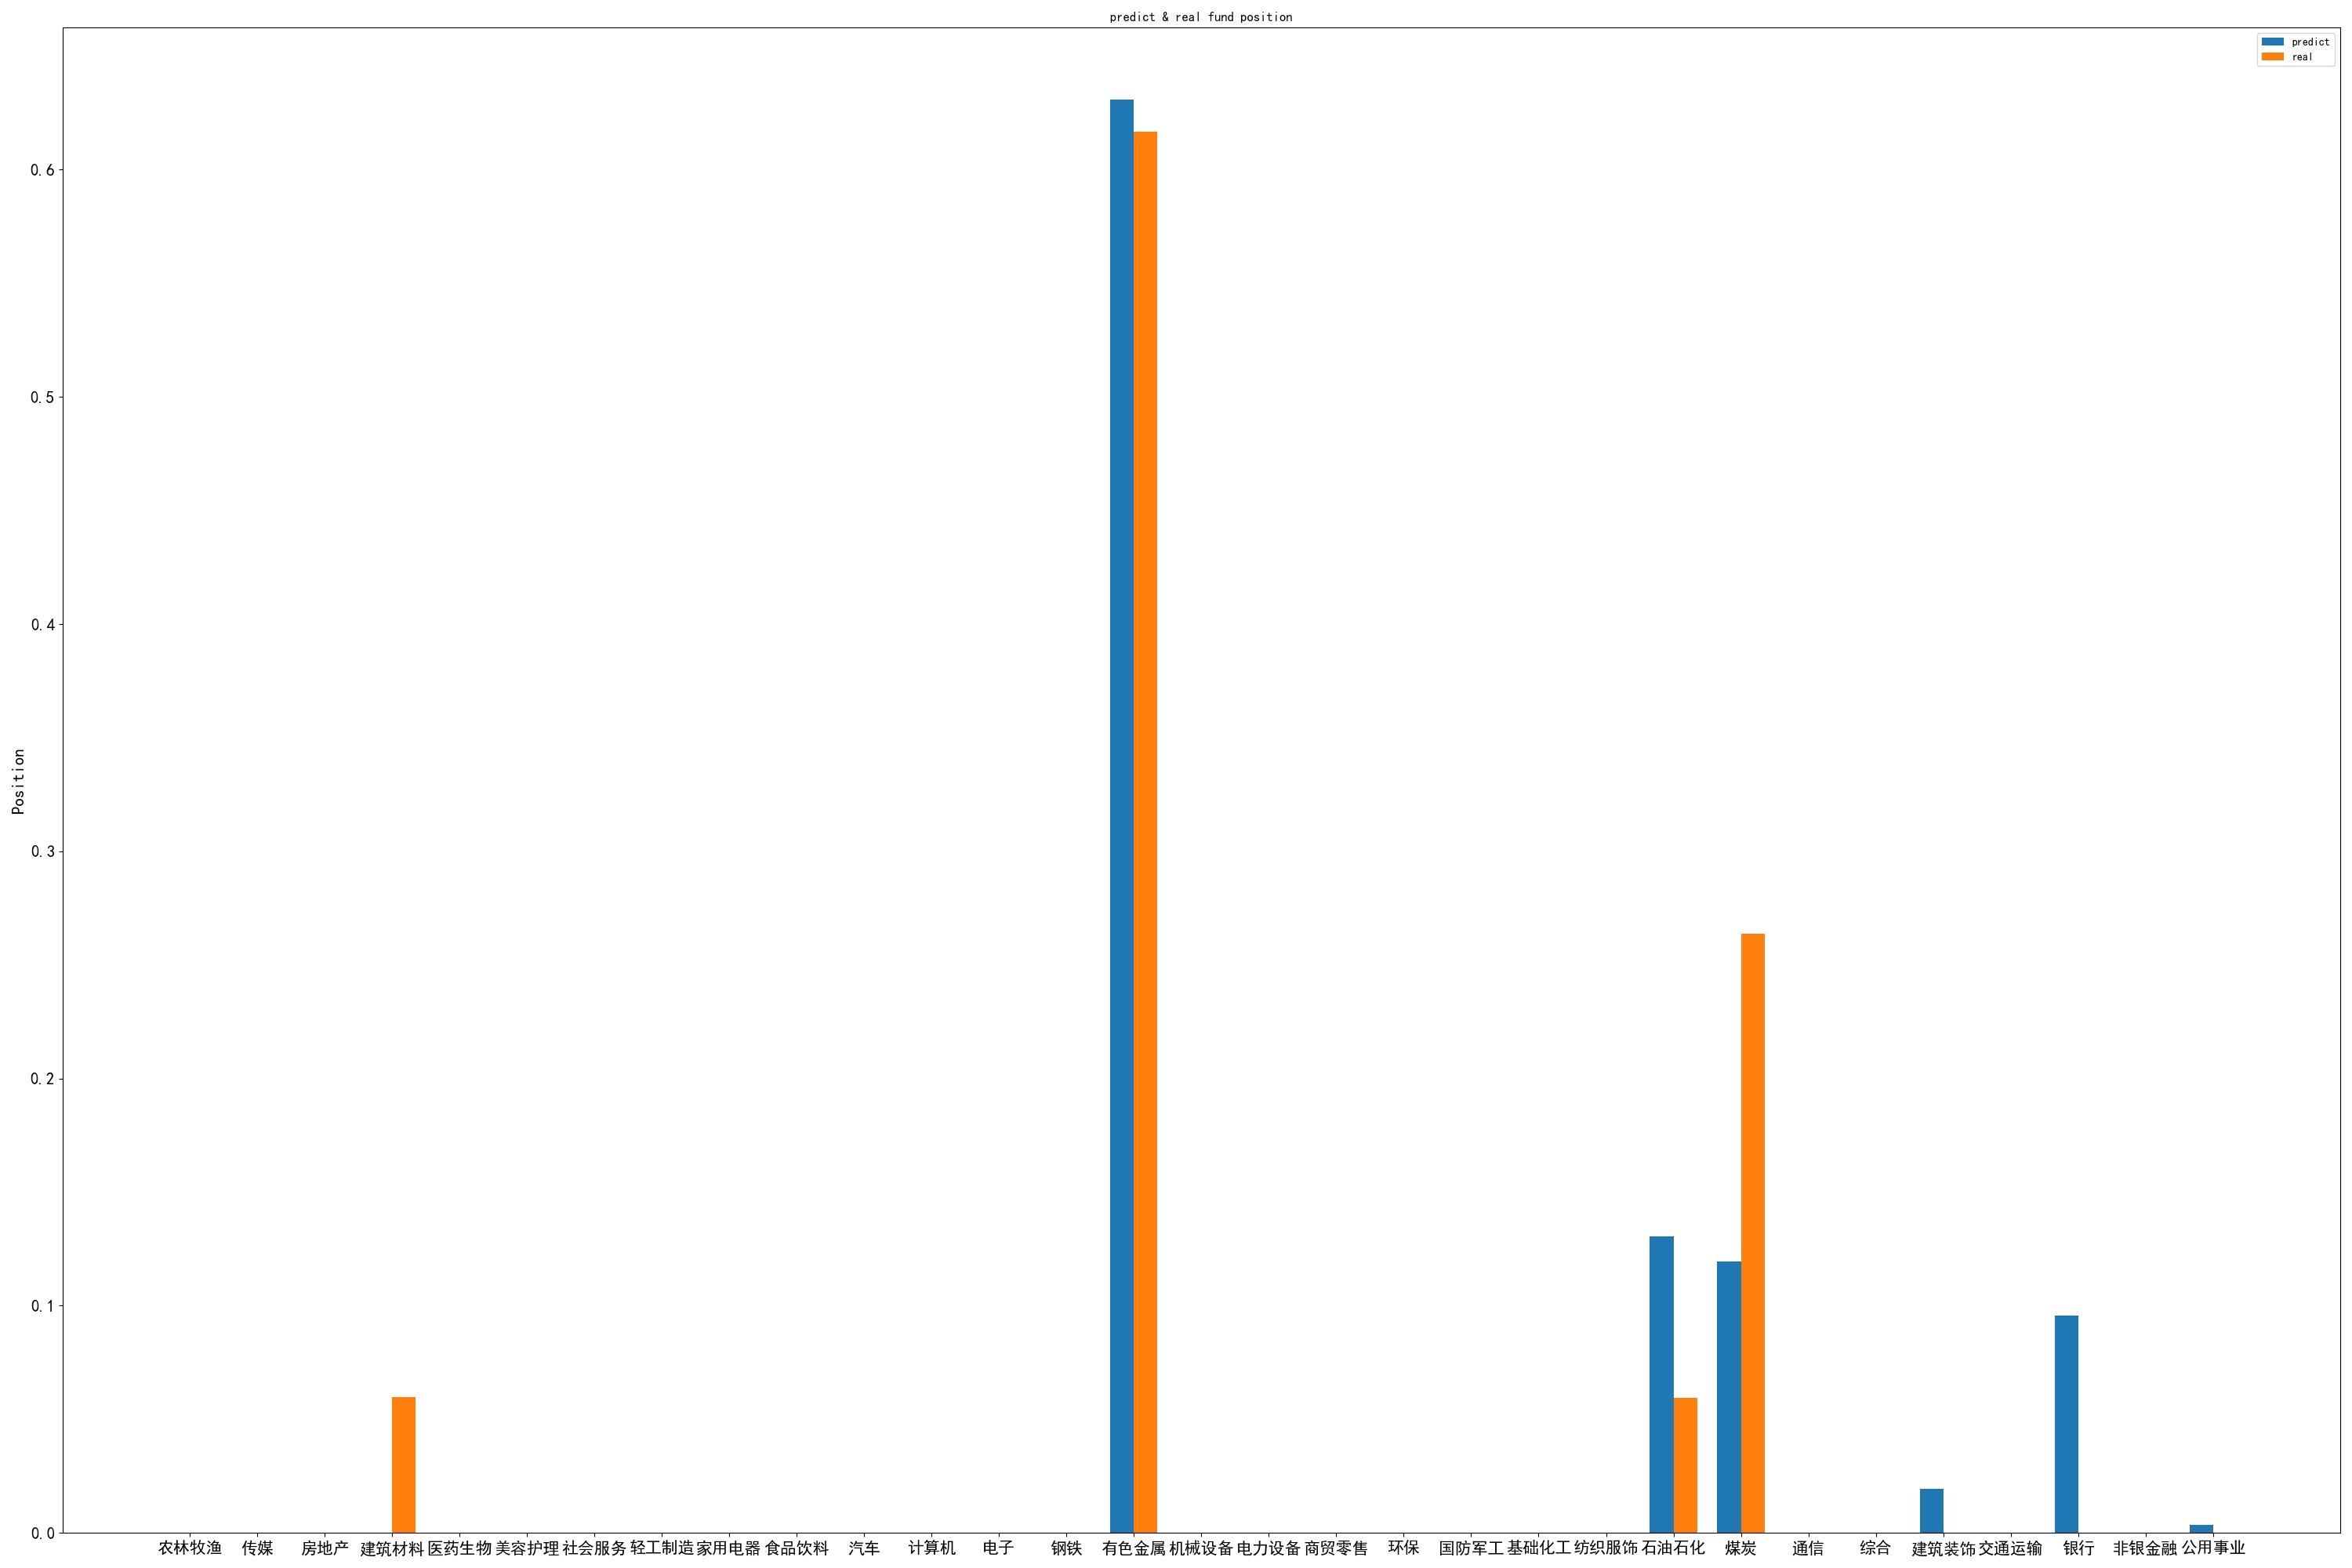 predict & real fund position
predict
real
Position
0.6
0.5
0.4
0.3
0.2
0.1
0.0
农林牧渔 传媒 房地产 建筑材料 医药生物 美容护理 社会服务 轻工制造 家用电器 食品饮料 汽车 计算机 电子 钢铁 有色金属 机械设备 电力设备 商贸零售 环保 国防军工 基础化工 纺织服饰 石油石化 煤炭 通信 综合 建筑装饰 交通运输 银行 非银金融 公用事业